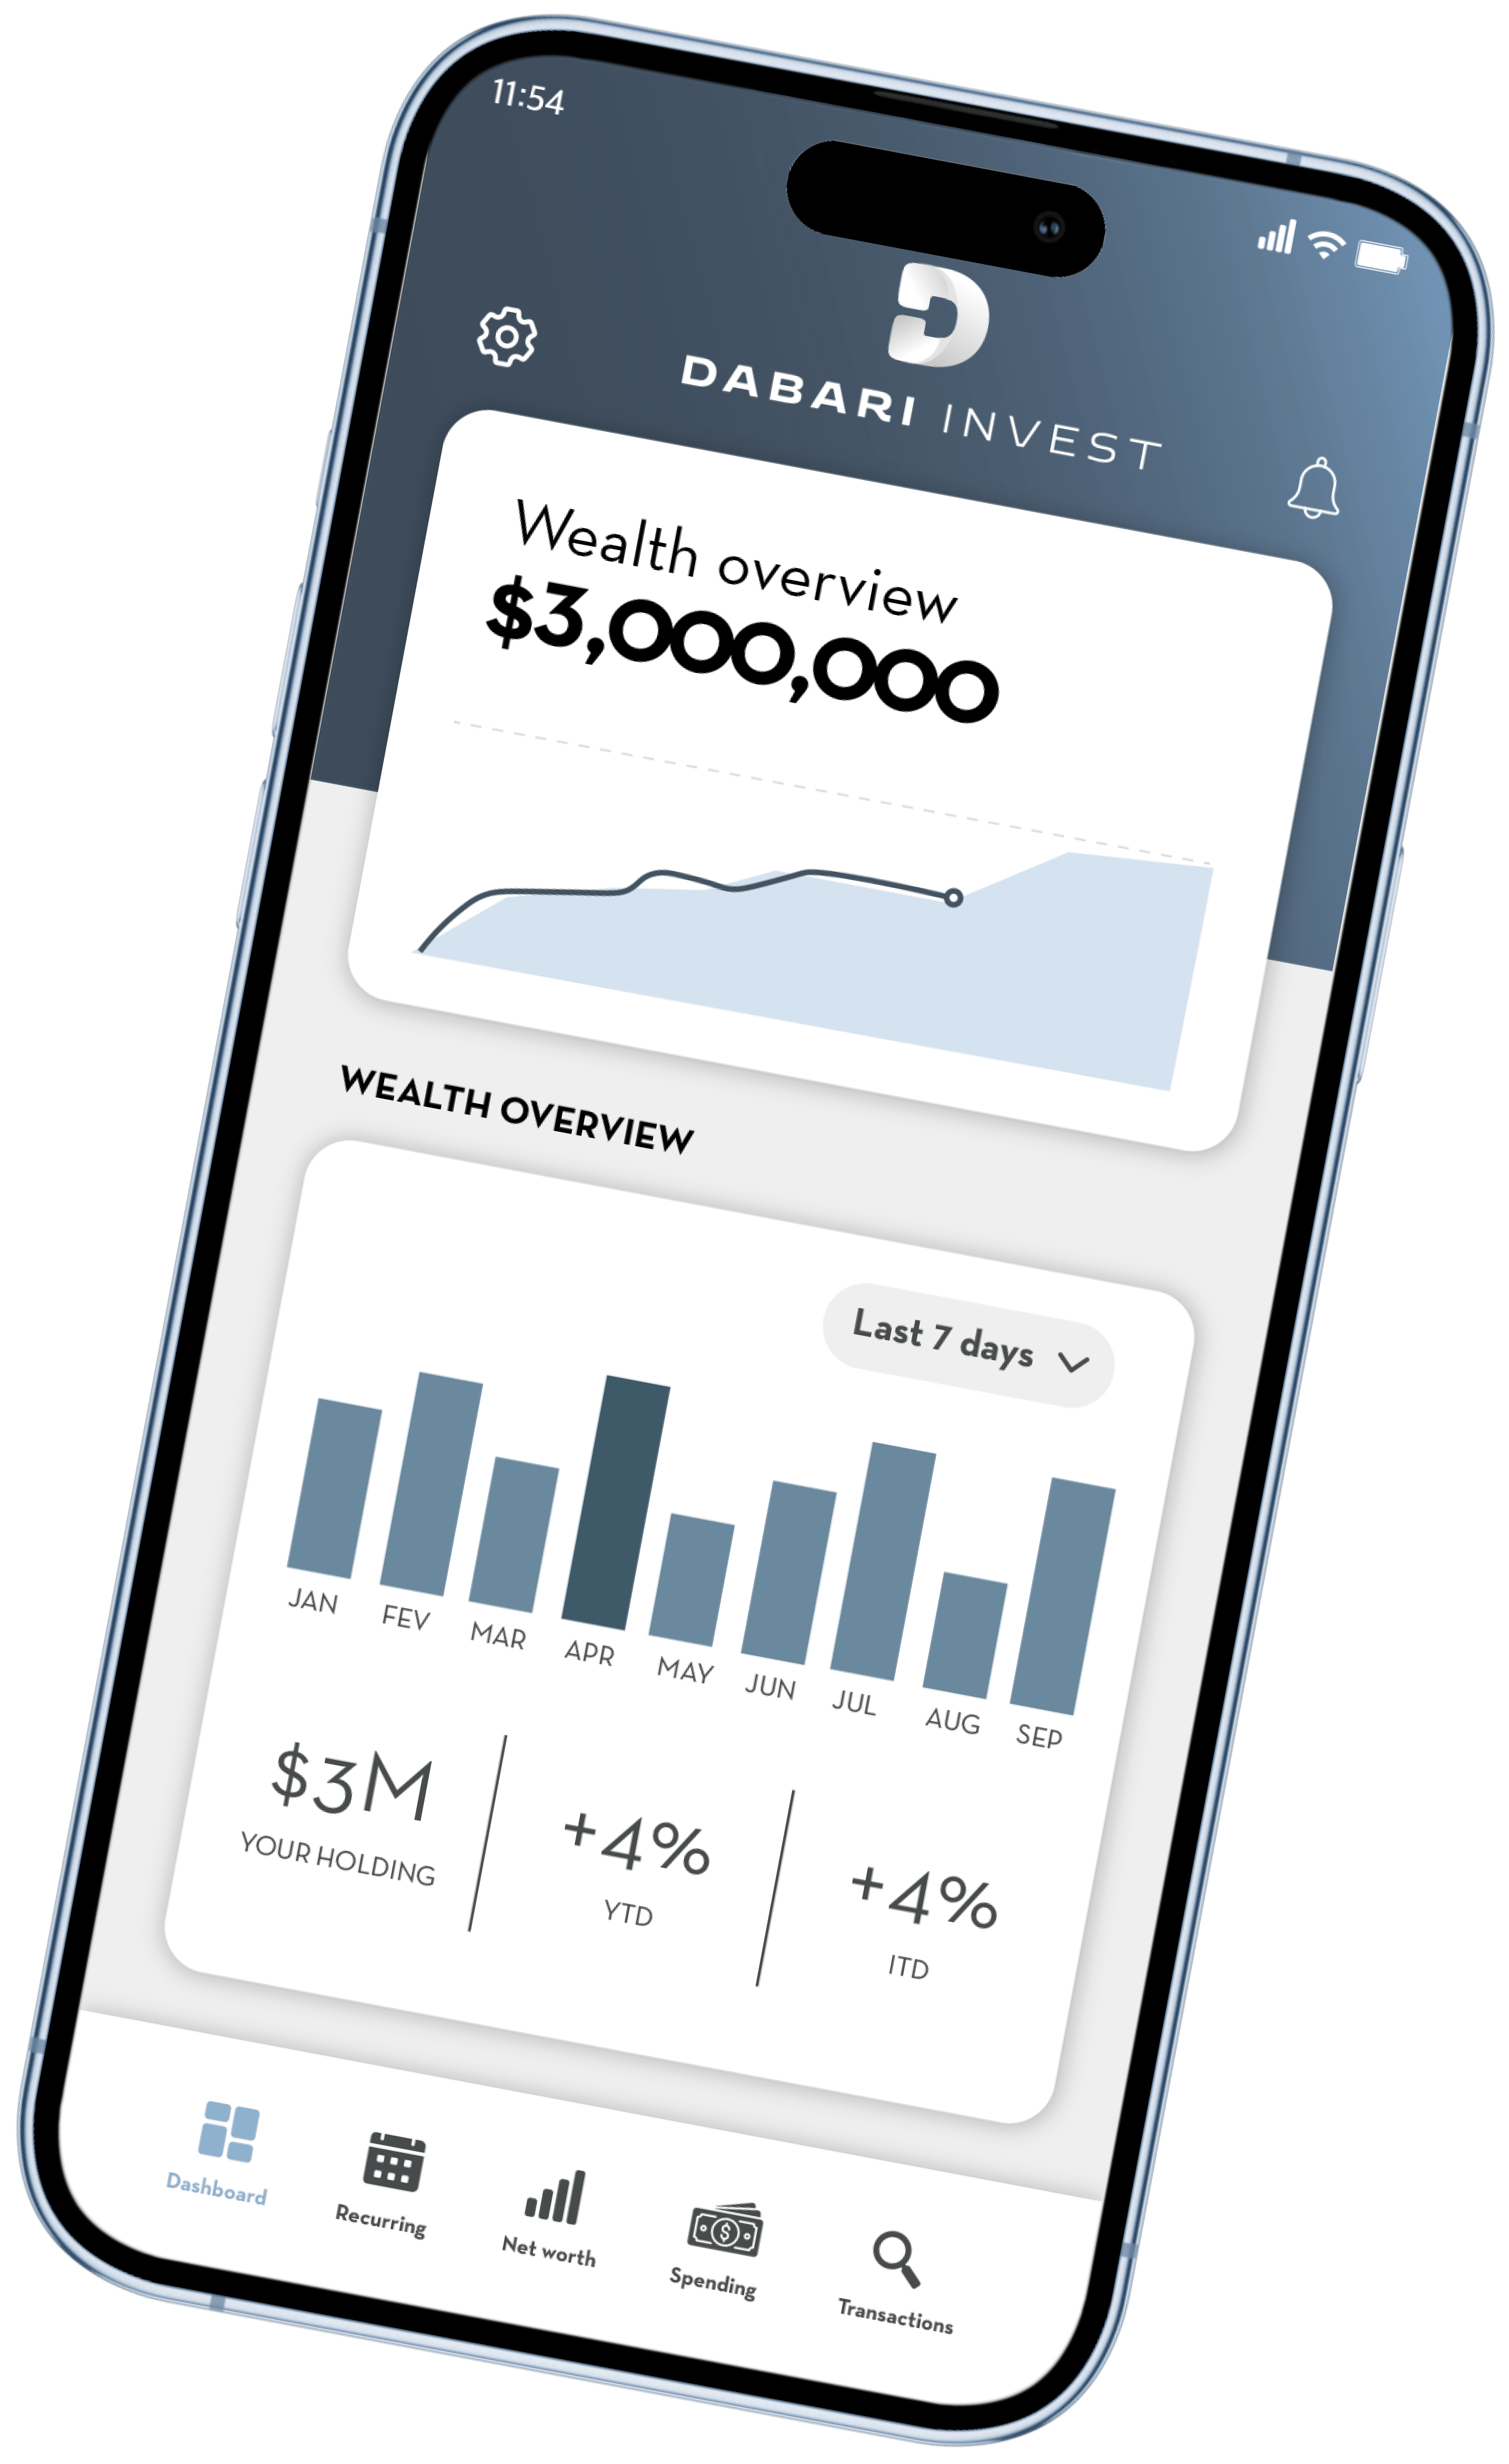 11:54
DABARI INVEST
Wealth overview
$3,000,000
WEALTH OVERVIEW
Last 7 days
JAN FEV MAR APR MAY JUN JUL AUG SEP
$3M +4% +4%
YOUR HOLDING YTD ITD
Dashboard Recurring Net worth Spending Transactions